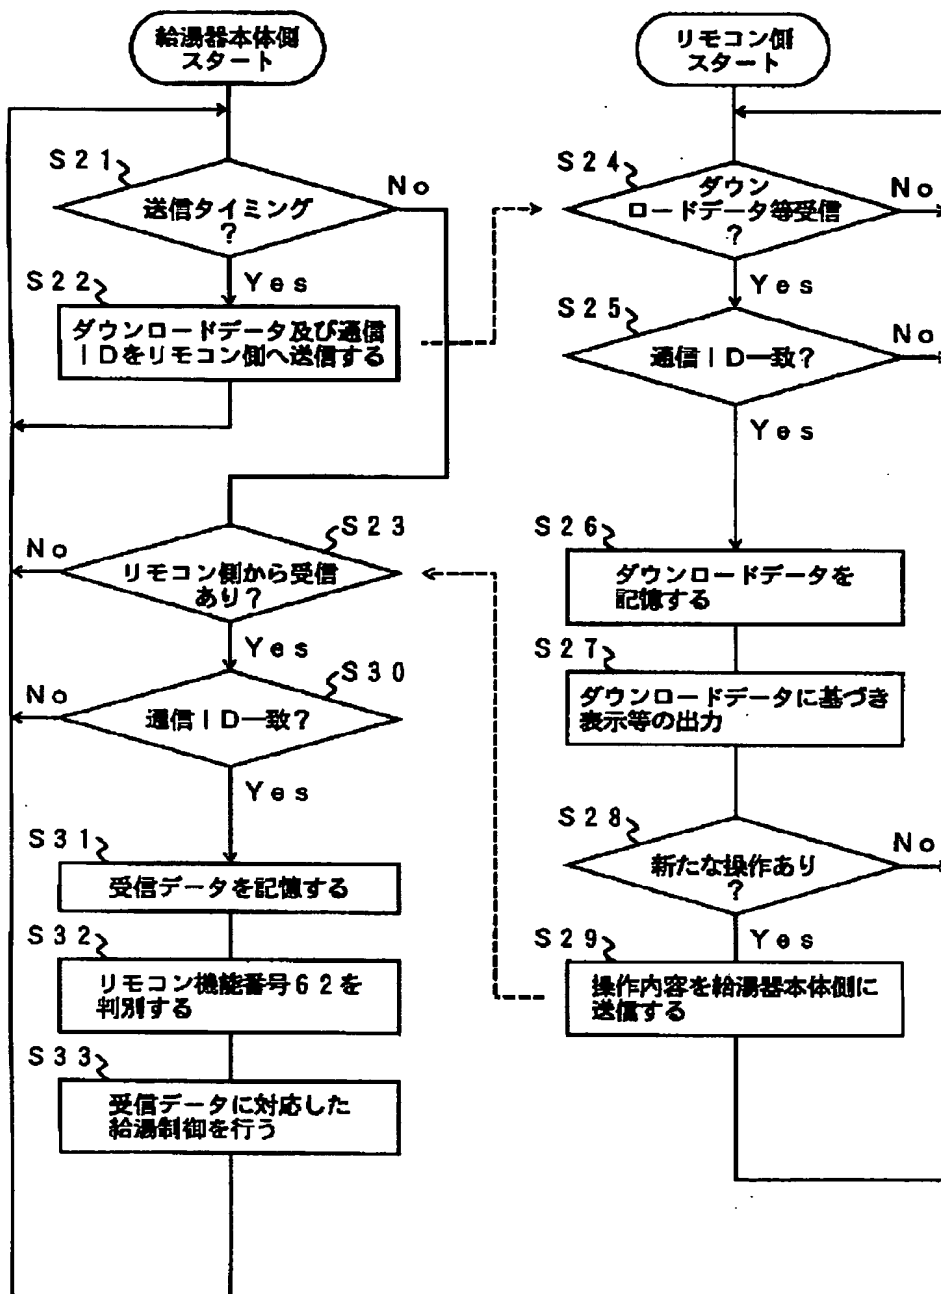 給湯器本体側
スタート
S21
送信タイミング
?
No
Yes
S22
ダウンロードデータ及び通信
IDをリモコン側へ送信する
S23
リモコン側から受信
あり?
No
Yes
S30
通信ID一致?
No
Yes
S31
受信データを記憶する
S32
リモコン機能番号62を
判別する
S33
受信データに対応した
給湯制御を行う
リモコン側
スタート
S24
ダウン
ロードデータ等受信
?
No
Yes
S25
通信ID一致?
No
Yes
S26
ダウンロードデータを
記憶する
S27
ダウンロードデータに基づき
表示等の出力
S28
新たな操作あり
?
No
Yes
S29
操作内容を給湯器本体側に
送信する